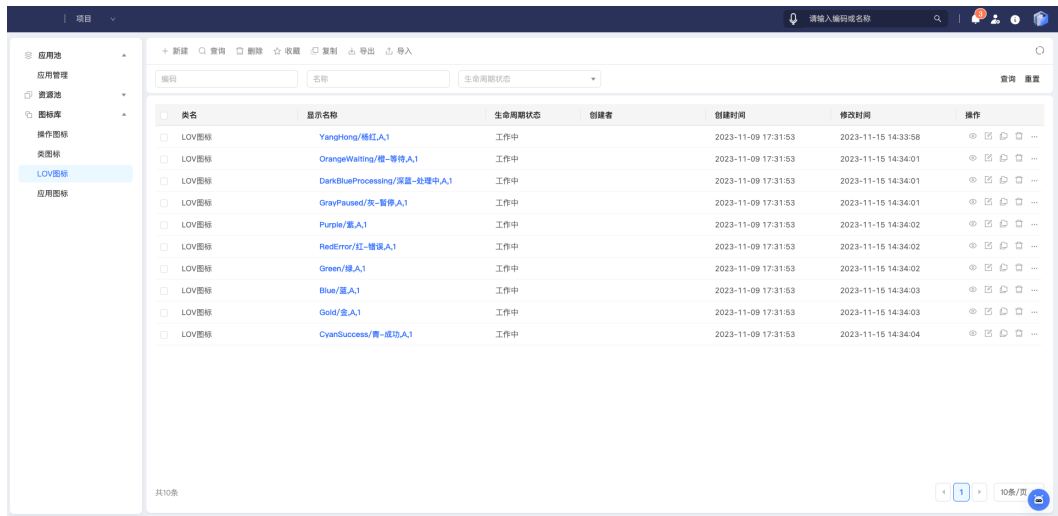 项目
请输入编码或名称
3
应用池
应用管理
资源池
图标库
操作图标
类图标
LOV图标
应用图标
新建 查询 删除 收藏 复制 导出 导入
编码 名称 生命周期状态 查询 重置
类名 显示名称 生命周期状态 创建者 创建时间 修改时间 操作
LOV图标 YangHong/杨红,A,1 工作中 2023-11-09 17:31:53 2023-11-15 14:33:58
LOV图标 OrangeWaiting/橙-等待,A,1 工作中 2023-11-09 17:31:53 2023-11-15 14:34:01
LOV图标 DarkBlueProcessing/深蓝-处理中,A,1 工作中 2023-11-09 17:31:53 2023-11-15 14:34:01
LOV图标 GrayPaused/灰-暂停,A,1 工作中 2023-11-09 17:31:53 2023-11-15 14:34:01
LOV图标 Purple/紫,A,1 工作中 2023-11-09 17:31:53 2023-11-15 14:34:02
LOV图标 RedError/红-错误,A,1 工作中 2023-11-09 17:31:53 2023-11-15 14:34:02
LOV图标 Green/绿,A,1 工作中 2023-11-09 17:31:53 2023-11-15 14:34:02
LOV图标 Blue/蓝,A,1 工作中 2023-11-09 17:31:53 2023-11-15 14:34:03
LOV图标 Gold/金,A,1 工作中 2023-11-09 17:31:53 2023-11-15 14:34:03
LOV图标 CyanSuccess/青-成功,A,1 工作中 2023-11-09 17:31:53 2023-11-15 14:34:04
共10条 1 10条/页